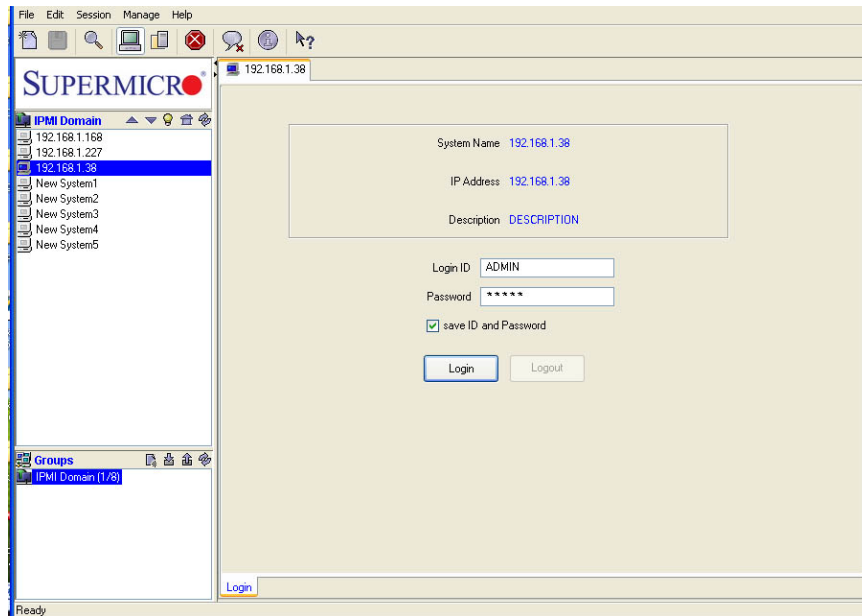 File Edit Session Manage Help
SUPERMICRO
192.168.1.38
IPMI Domain
192.168.1.168
192.168.1.227
192.168.1.38
New System1
New System2
New System3
New System4
New System5
System Name 192.168.1.38
IP Address 192.168.1.38
Description DESCRIPTION
Login ID ADMIN
Password *****
save ID and Password
Login Logout
Groups
IPMI Domain (1/8)
Login
Ready